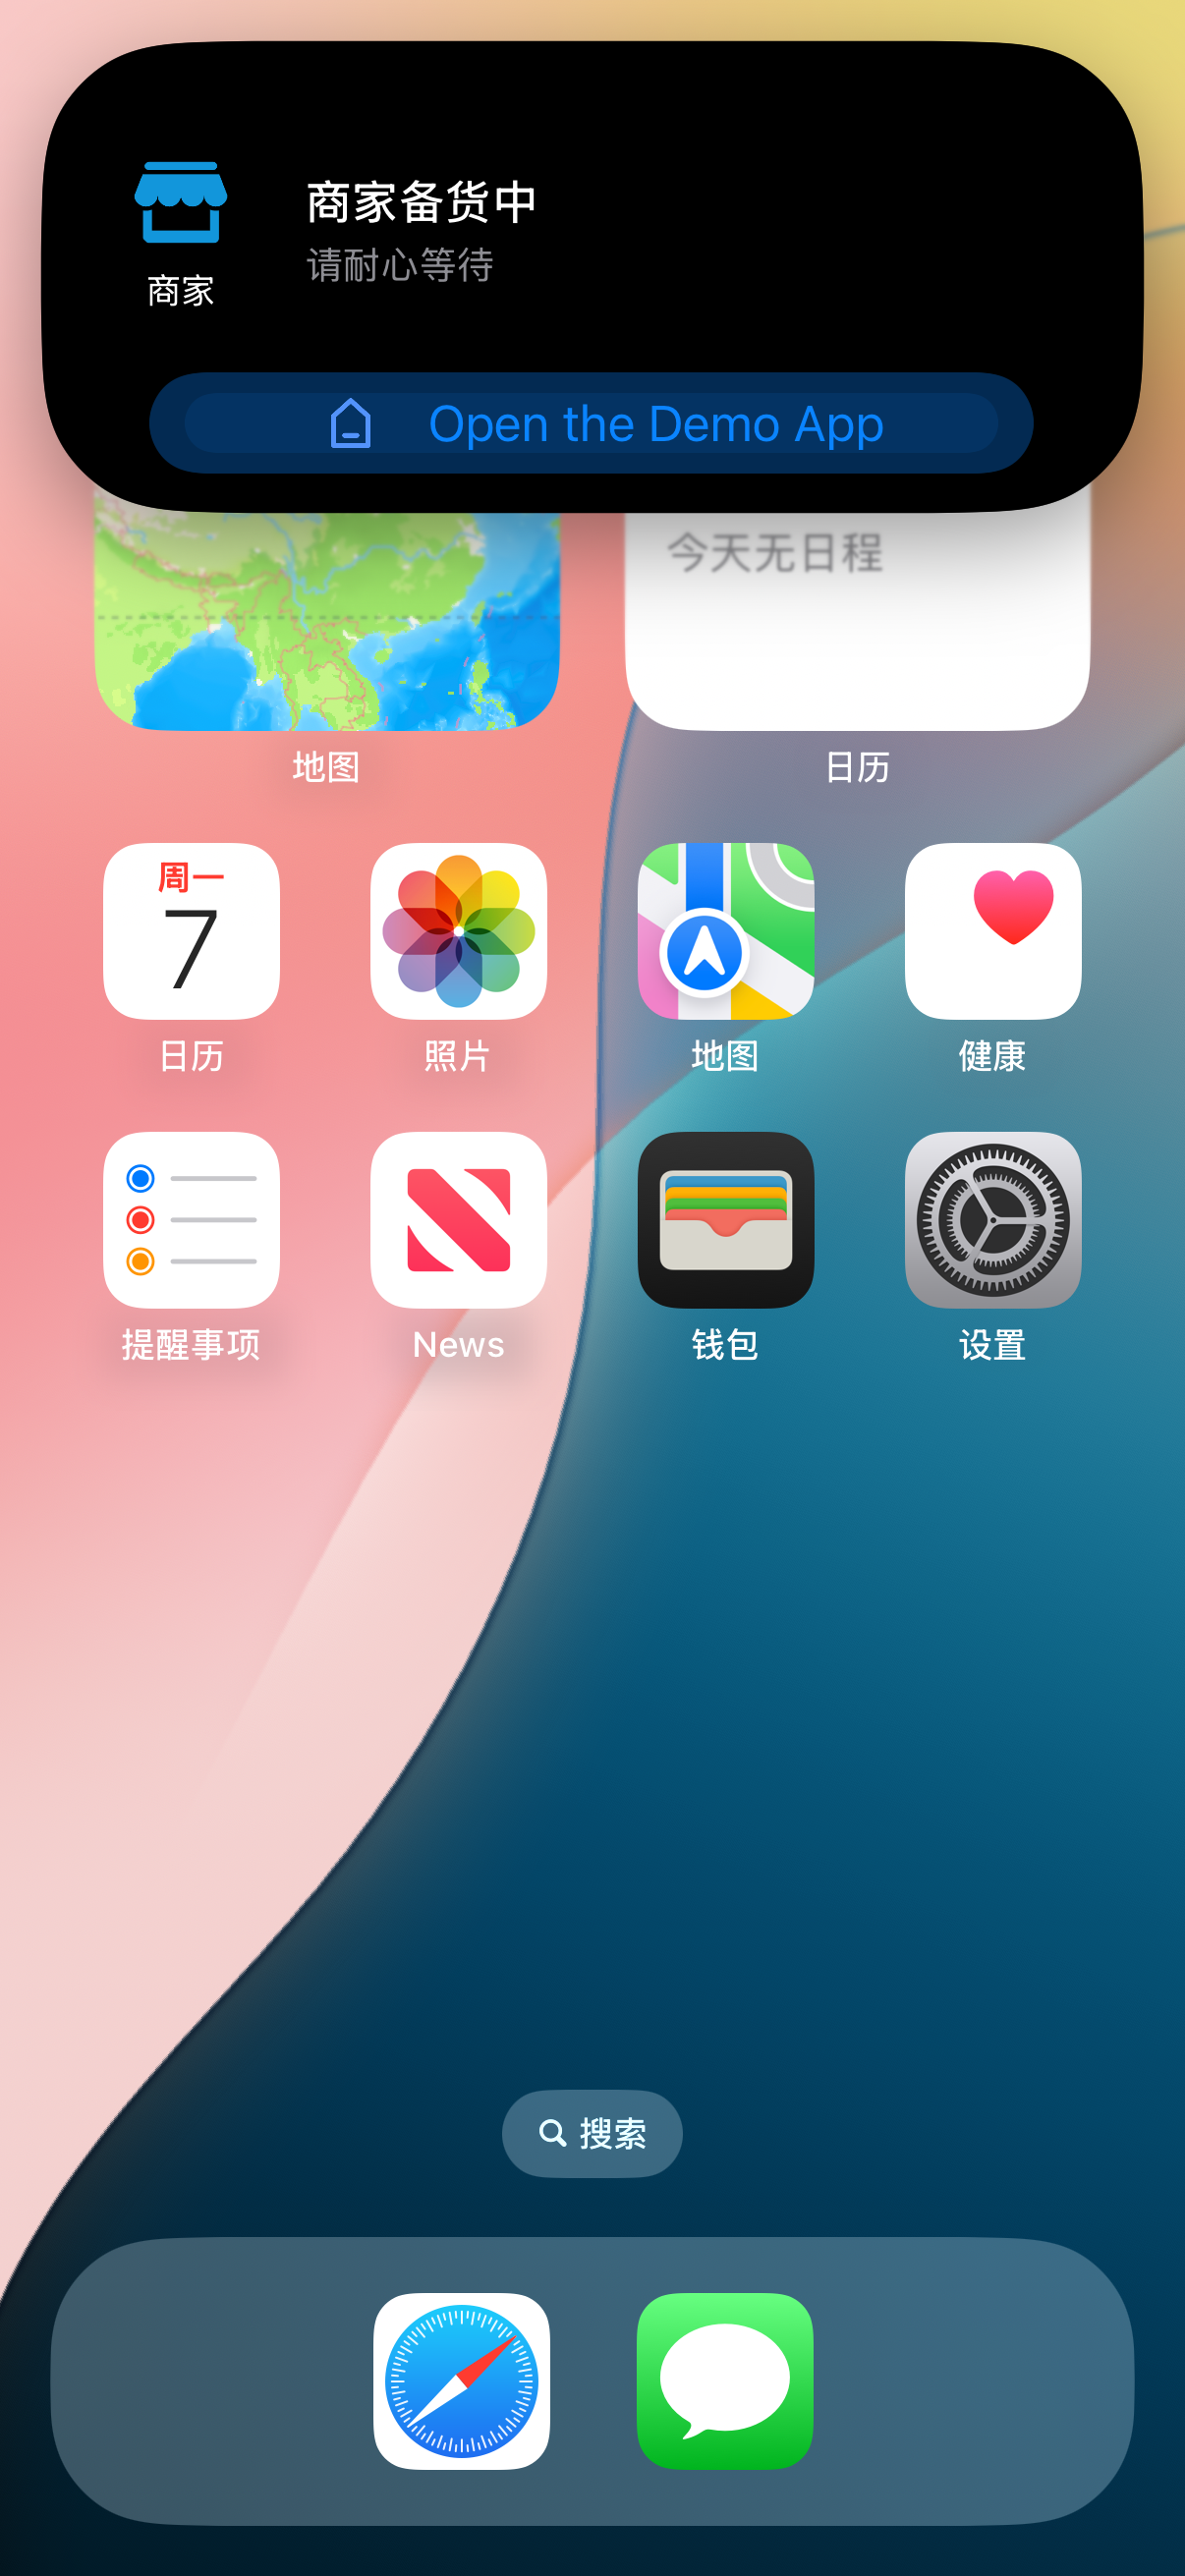 商家备货中
请耐心等待
商家
Open the Demo App
今天无日程
地图
日历
周一
7
日历
照片
地图
健康
提醒事项
News
钱包
设置
搜索